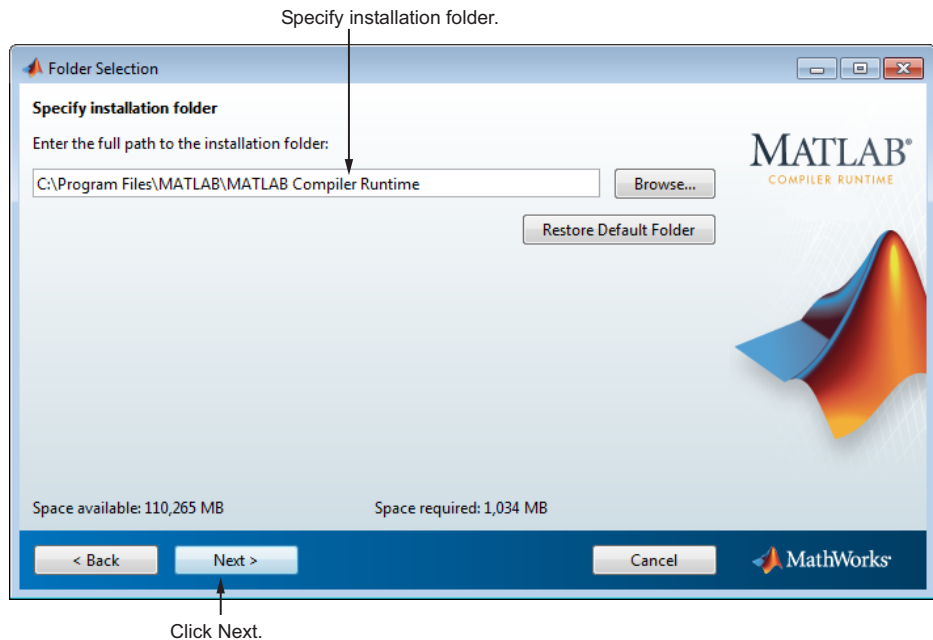 Specify installation folder.
Folder Selection
Specify installation folder
Enter the full path to the installation folder:
C:\Program Files\MATLAB\MATLAB Compiler Runtime
Browse...
Restore Default Folder
MATLAB®
COMPILER RUNTIME
Space available: 110,265 MB
Space required: 1,034 MB
< Back
Next >
Cancel
MathWorks®
Click Next.